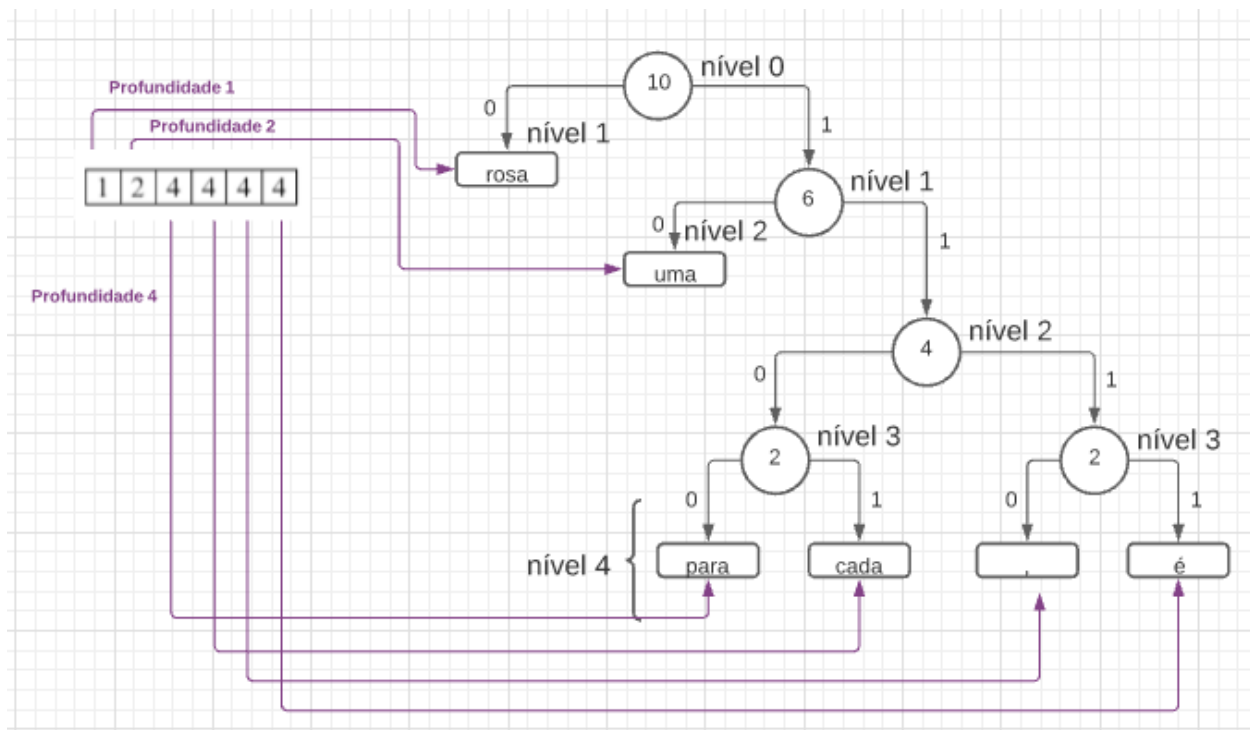 10 nível 0
Profundidade 1
0
1
Profundidade 2
nível 1
rosa
1 2 4 4 4 4
6 nível 1
0 nível 2
1
uma
Profundidade 4
4 nível 2
0
1
2 nível 3
2 nível 3
0
1
0
1
nível 4
para
cada
,
é